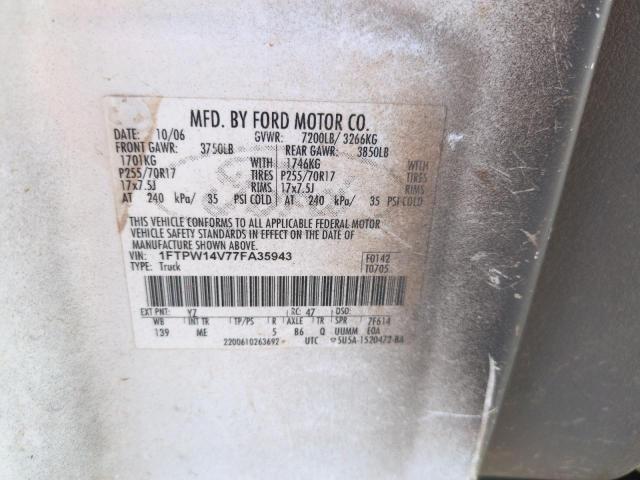 MFD. BY FORD MOTOR CO.
DATE: 10/06 GVWR: 7200LB/ 3266KG
FRONT GAWR: 3750LB REAR GAWR: 3850LB
1701KG WITH 1746KG WITH
P255/70R17 TIRES P255/70R17 TIRES
17x7.5J RIMS 17x7.5J RIMS
AT 240 kPa/ 35 PSI COLD AT 240 kPa/ 35 PSI COLD
THIS VEHICLE CONFORMS TO ALL APPLICABLE FEDERAL MOTOR
VEHICLE SAFETY STANDARDS IN EFFECT ON THE DATE OF
MANUFACTURE SHOWN ABOVE.
VIN: 1FTPW14V77FA35943 F0142
TYPE: Truck T0705
EXT PNT: YZ RC: 47 DSO:
WB INT TR TP/PS R AXLE TR SPR 7F614
139 ME 5 B6 Q UUMM E0A
2200610263692 UTC 5U5A-1520472-BA